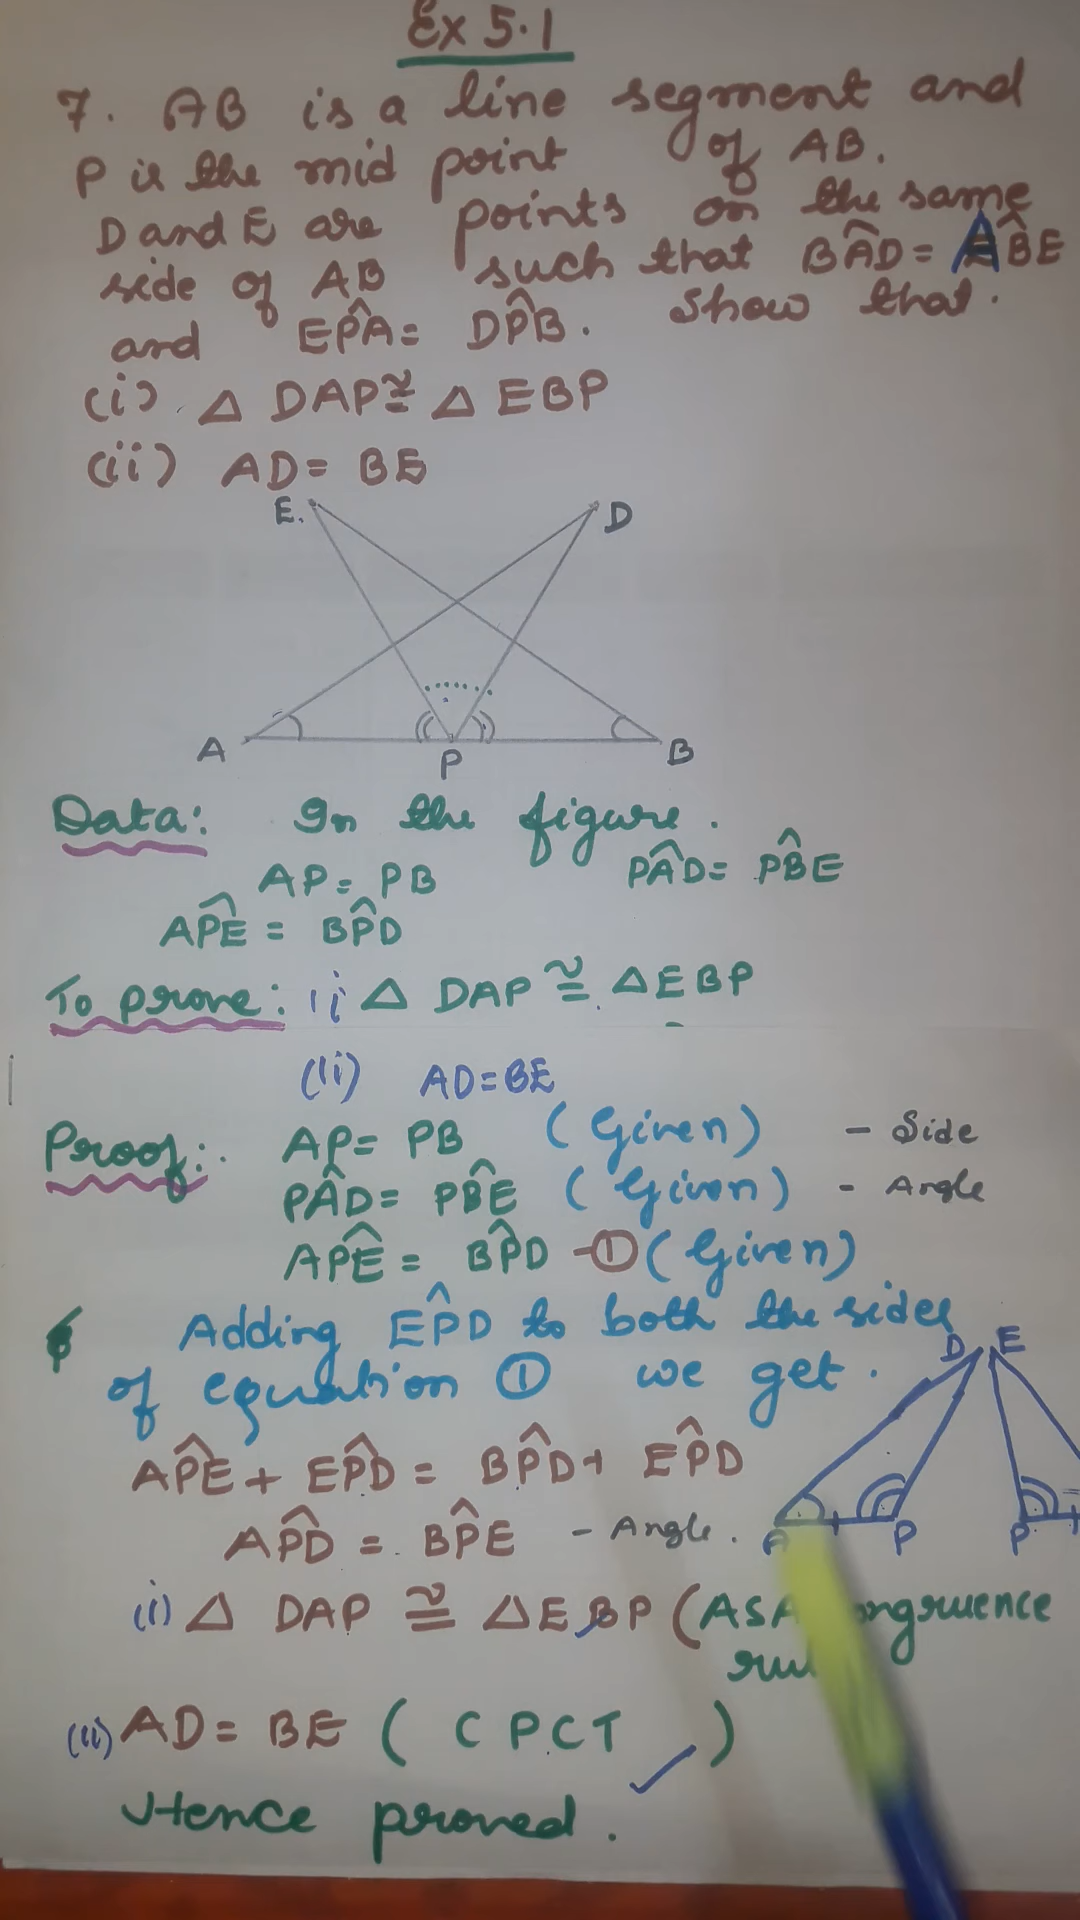 Ex 5.1
7. AB is a line segment and
P is the mid point of AB.
D and E are points on the same
side of AB such that BÂD = AB̂E
and EP̂A = DP̂B. Show that.
(i). △ DAP ≅ △ EBP
(ii) AD = BE
E. D
A P B
Data: In the figure.
AP = PB PÂD = PB̂E
AP̂E = BP̂D
To prove: i △ DAP ≅ △EBP
(ii) AD = BE
Proof: AP = PB (Given) - Side
PÂD = PB̂E (Given) - Angle
AP̂E = BP̂D - ① (Given)
Adding EP̂D to both the sides
of equation ① we get.
D E
AP̂E + EP̂D = BP̂D + EP̂D
AP̂D = BP̂E - Angle.
A P P
(i) △ DAP ≅ △EBP (ASA
(ii) AD = BE (CPCT)
Hence proved.